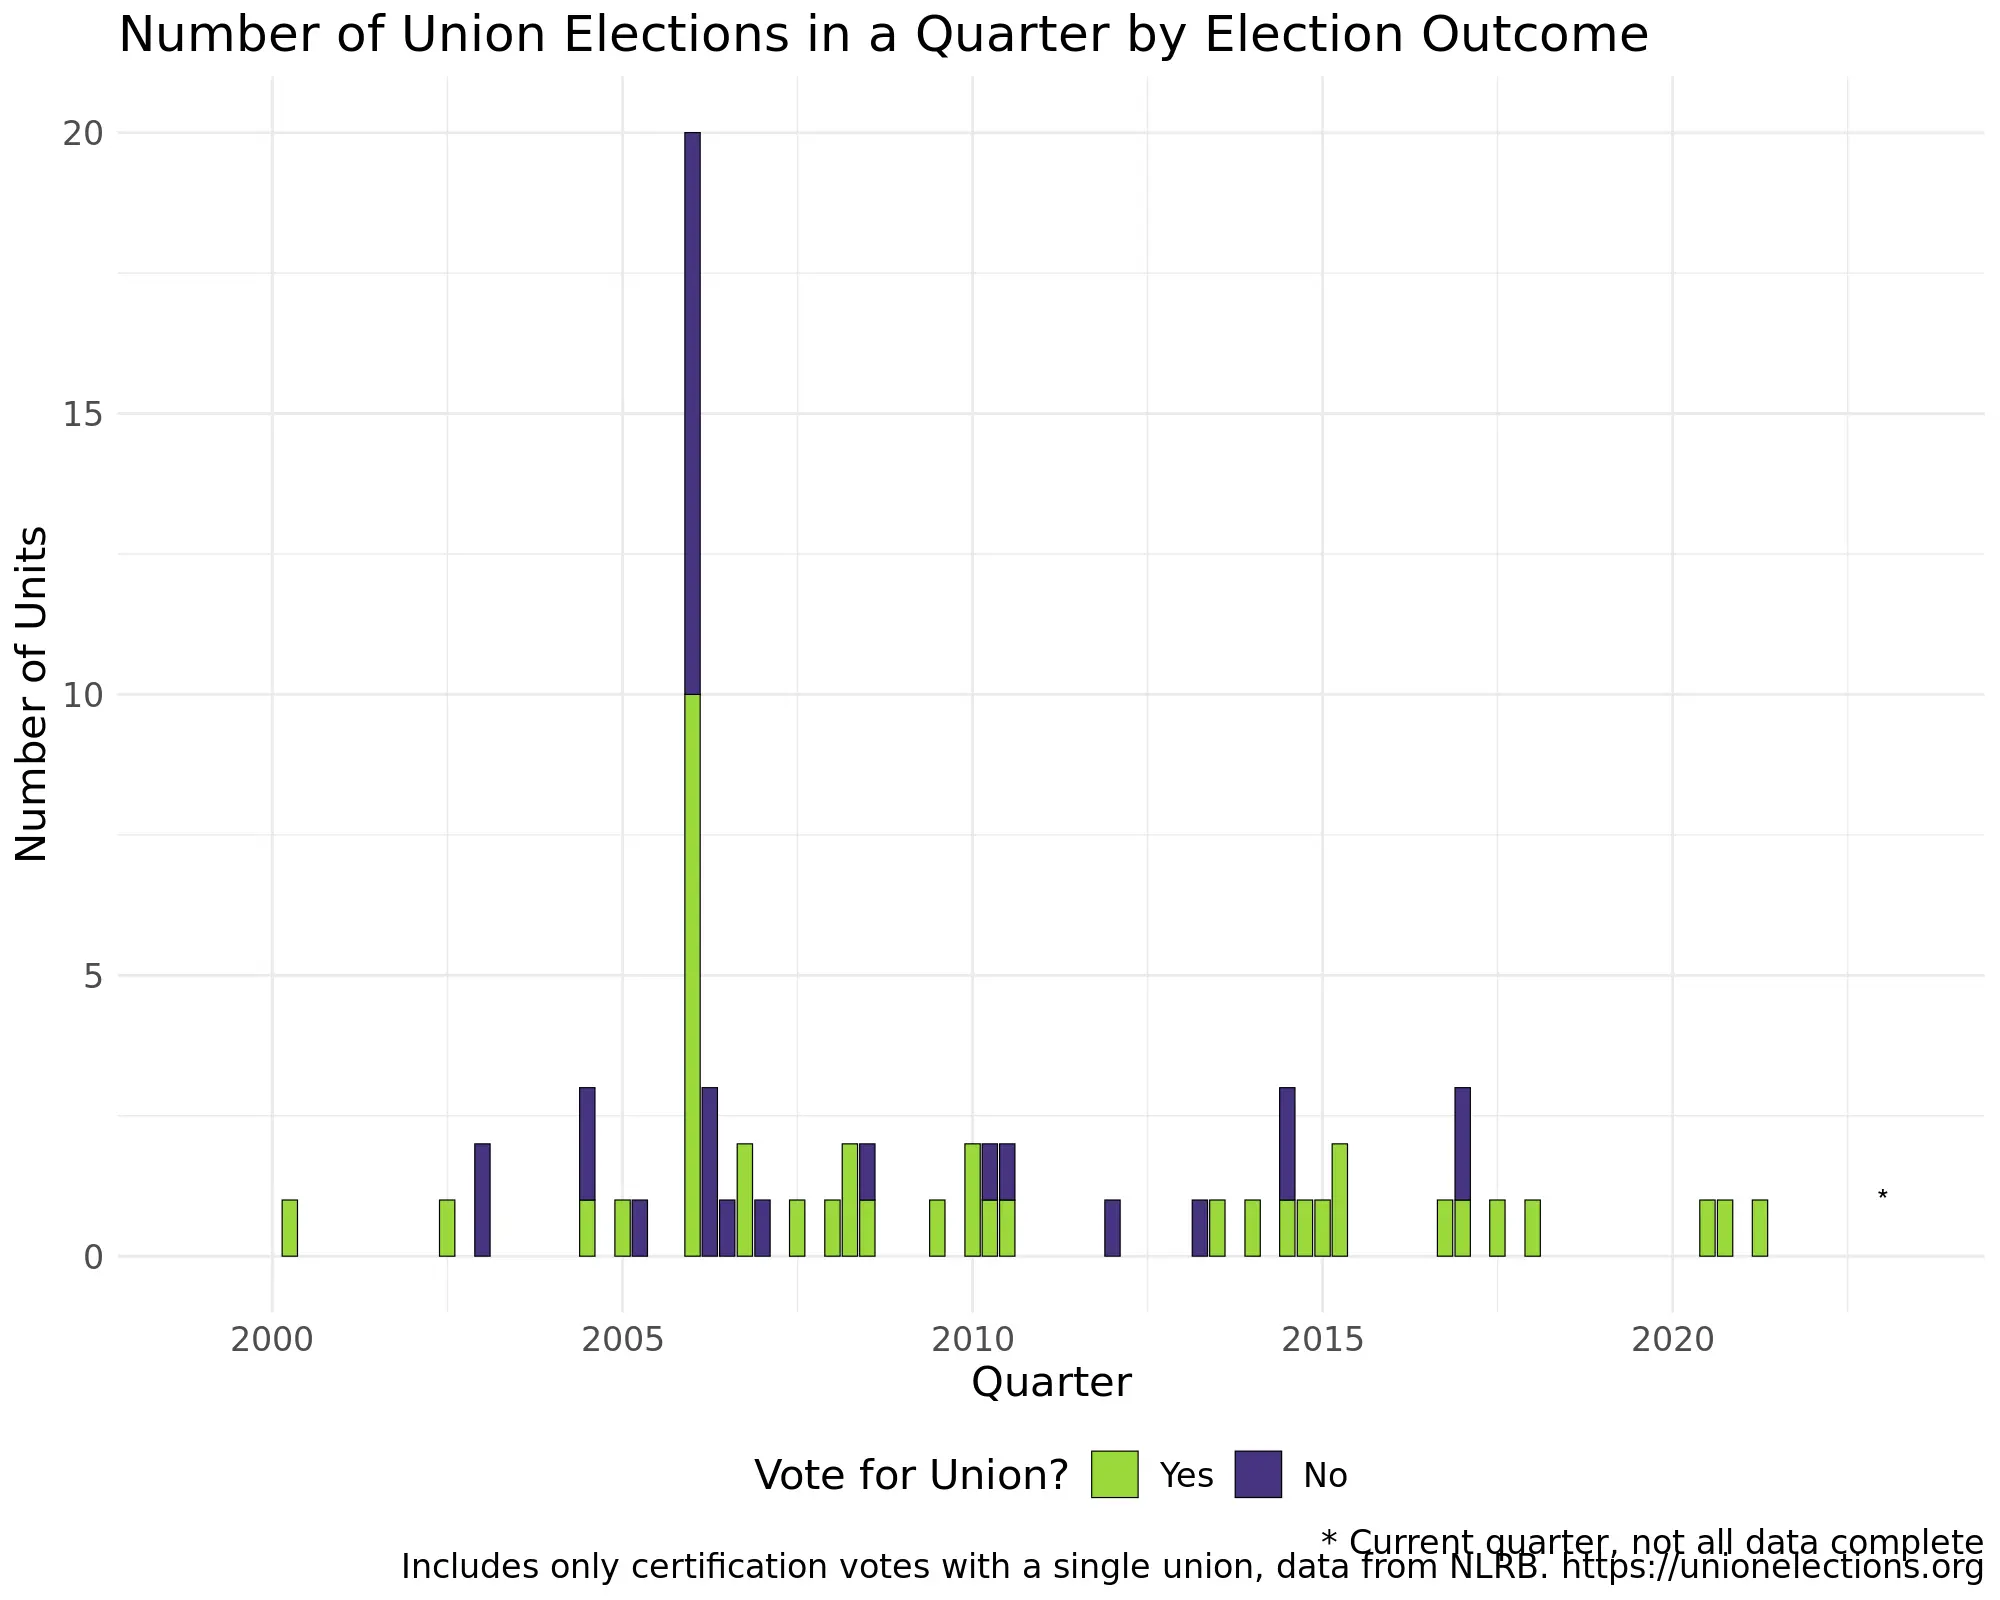 Number of Union Elections in a Quarter by Election Outcome
Number of Units
20
15
10
5
0
*
2000 2005 2010 2015 2020
Quarter
Vote for Union? Yes No
* Current quarter, not all data complete
Includes only certification votes with a single union, data from NLRB. https://unionelections.org